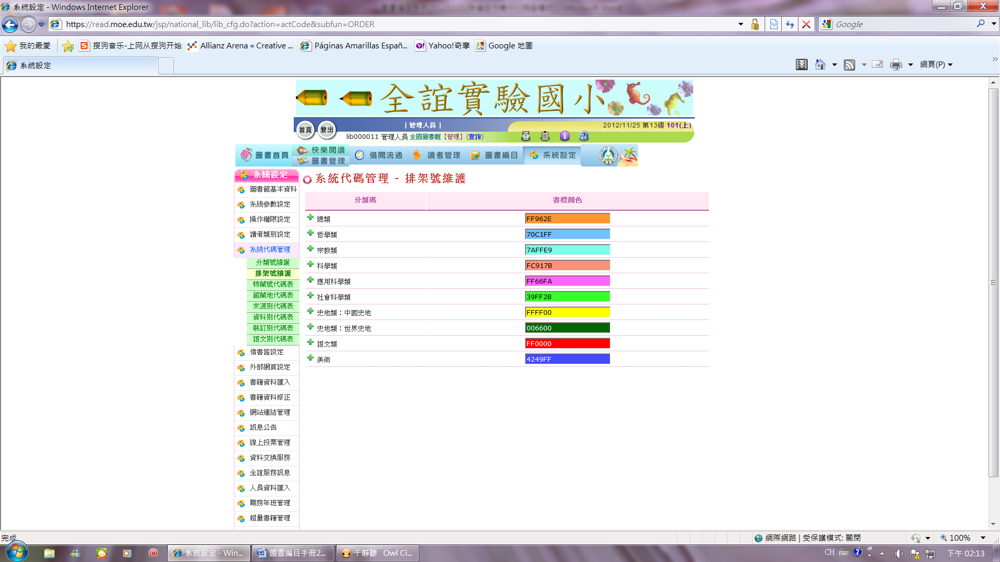 系統設定 - Windows Internet Explorer
https://read.moe.edu.tw/jsp/national_lib/lib_cfg.do?action=actCode&subfun=ORDER
Google
我的最愛
搜狗音乐-上网从搜狗开始
Allianz Arena « Creative ...
Páginas Amarillas Españ...
Yahoo!奇摩
Google 地圖
系統設定
網頁(P)
全誼實驗國小
首頁
登出
| 管理人員 |
2012/11/25 第13週 101(上)
lib000011 管理人員 全國圖書館【管理】(查詢)
圖書首頁
快樂閱讀
圖書管理
借閱流通
讀者管理
圖書編目
系統設定
系統設定
圖書館基本資料
系統參數設定
操作權限設定
讀者類別設定
系統代碼管理
分類號維護
排架號維護
特藏號代碼表
館藏地代碼表
來源別代碼表
資料別代碼表
裝訂別代碼表
語文別代碼表
借書證設定
外部網頁設定
書籍資料匯入
書籍資料修正
網站連結管理
訊息公告
線上投票管理
資料交換服務
全誼服務訊息
人員資料匯入
職務年班管理
超量書籍管理
系統代碼管理 - 排架號維護
分類碼 書標顏色
總類 FF962E
哲學類 70C1FF
宗教類 7AFFE9
科學類 FC917B
應用科學類 FF66FA
社會科學類 39FF2B
史地類：中國史地 FFFF00
史地類：世界史地 006600
語文類 FF0000
美術 4249FF
完成
網際網路 | 受保護模式: 關閉
100%
系統設定 - Win...
圖書編目手冊2...
千靜聽 Owl Ci...
CH
下午 02:13